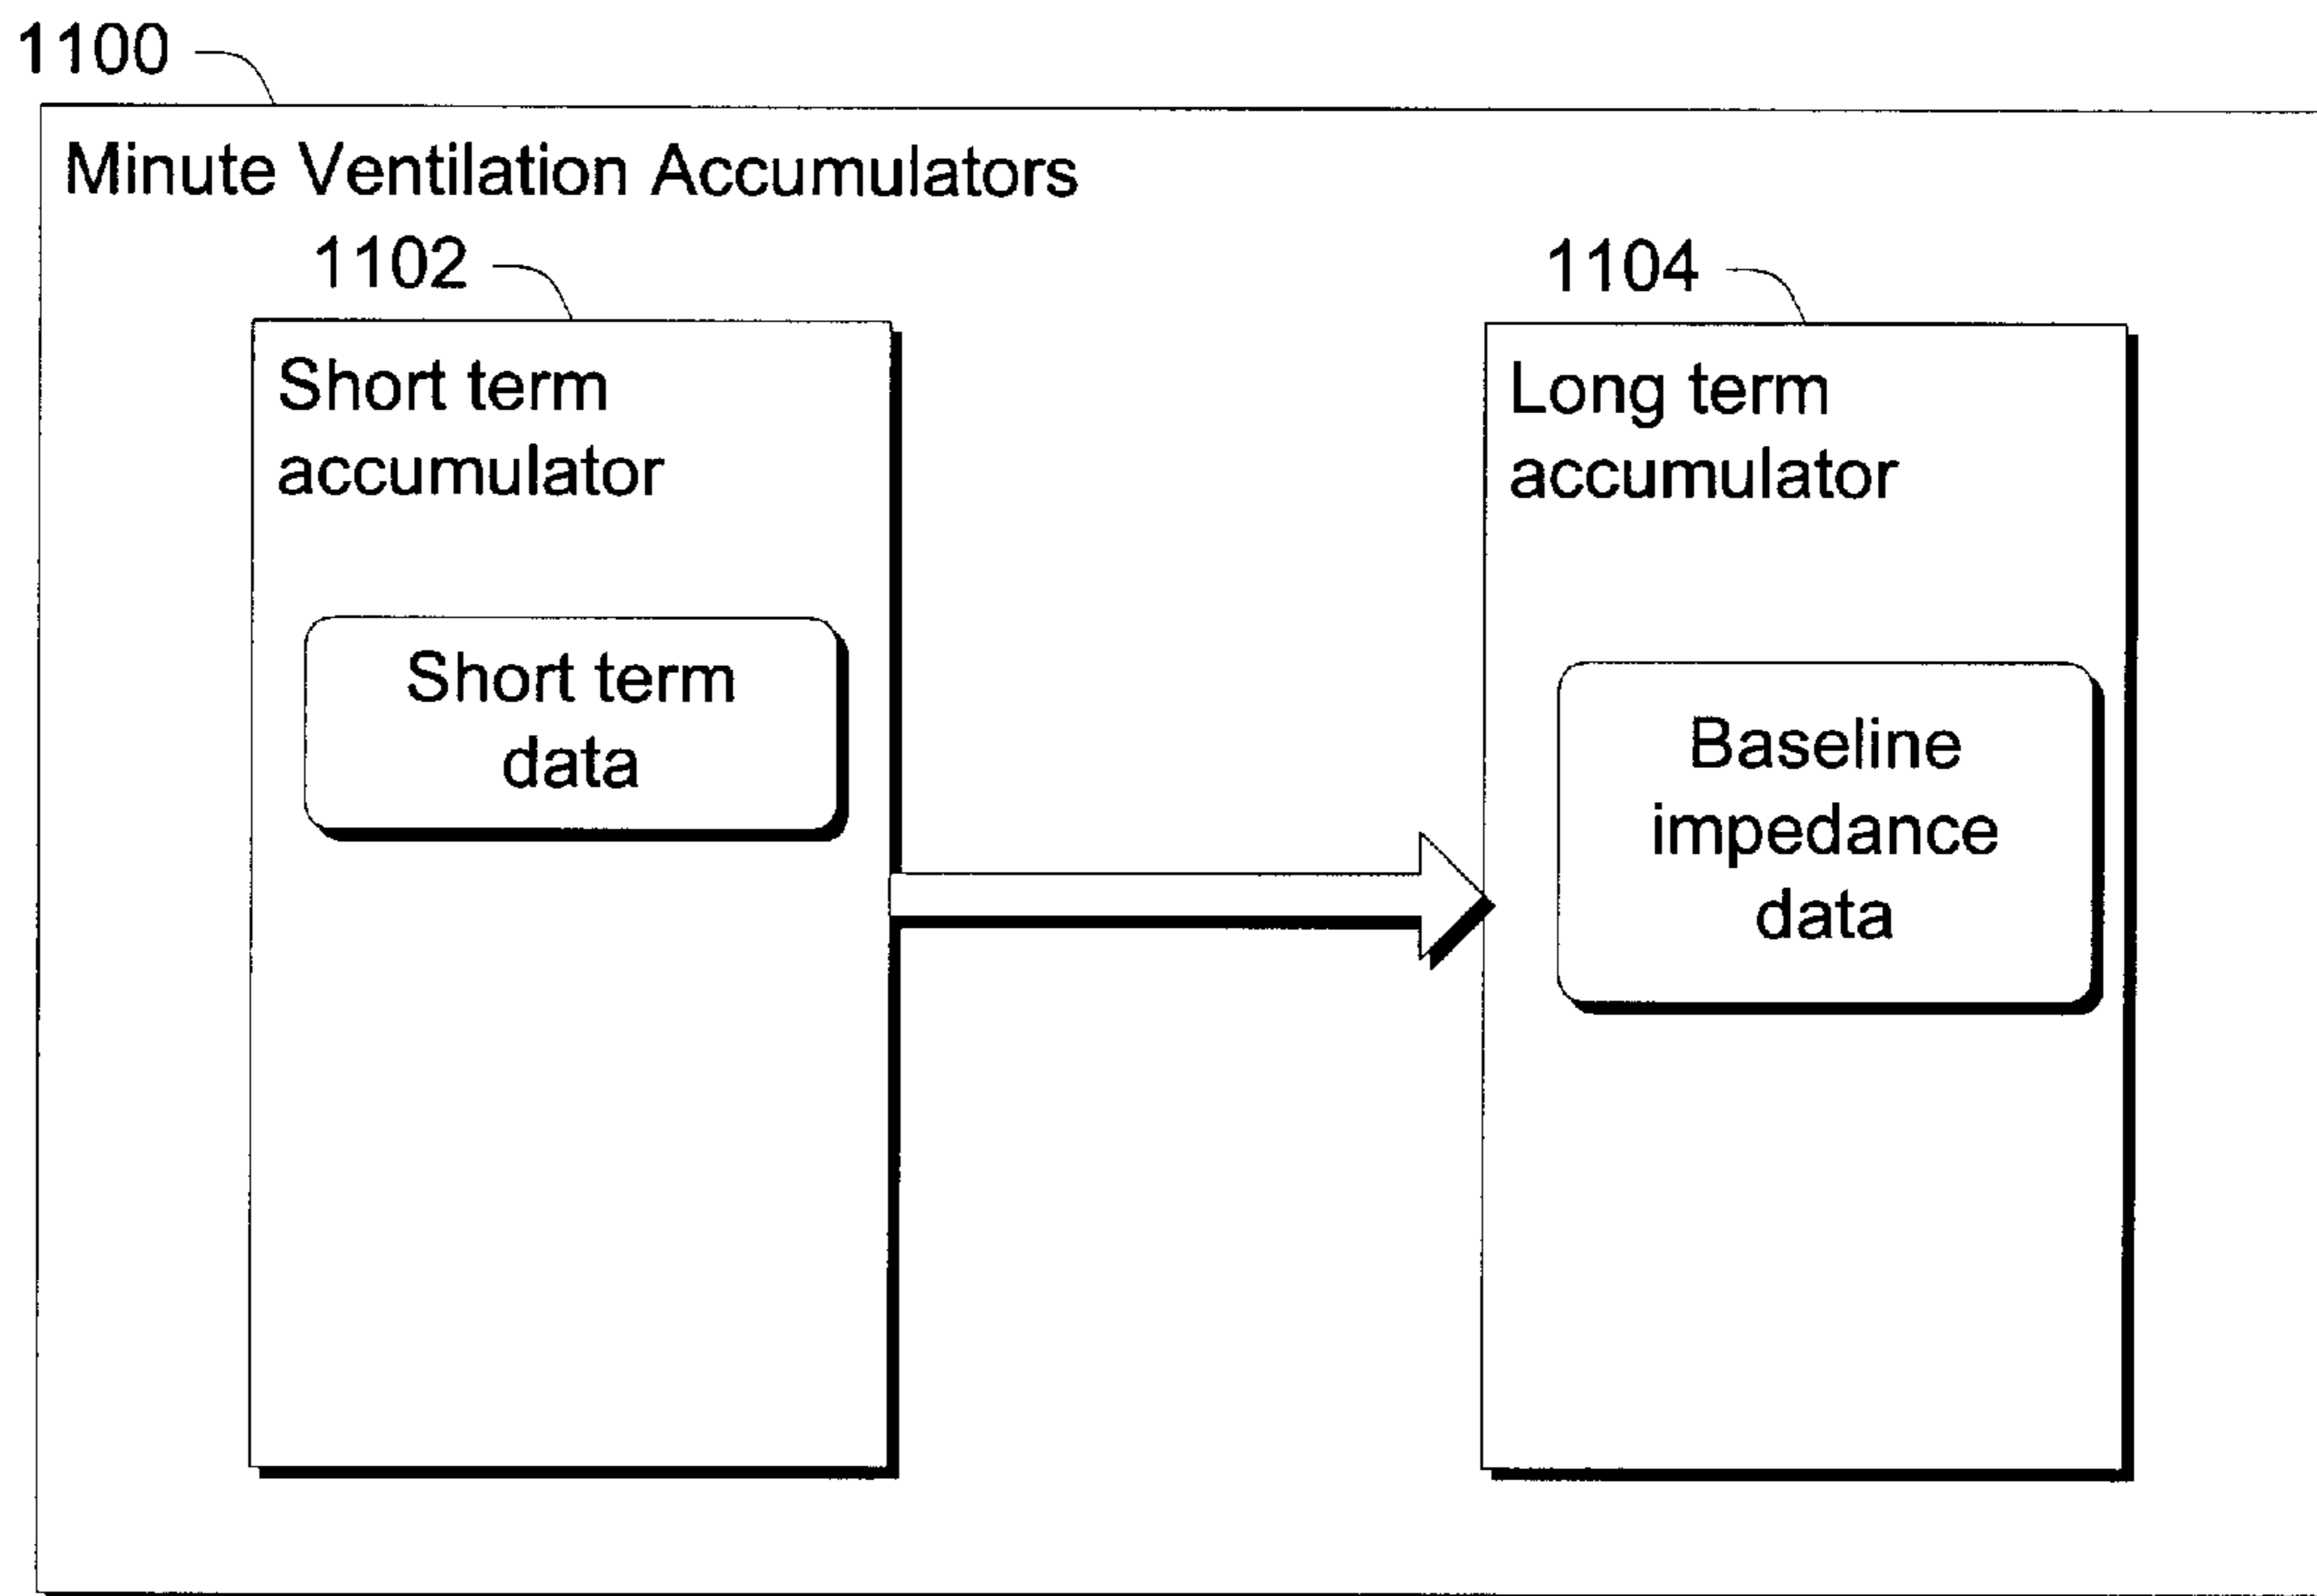 1100
Minute Ventilation Accumulators
1102
1104
Short term
accumulator
Long term
accumulator
Short term
data
Baseline
impedance
data